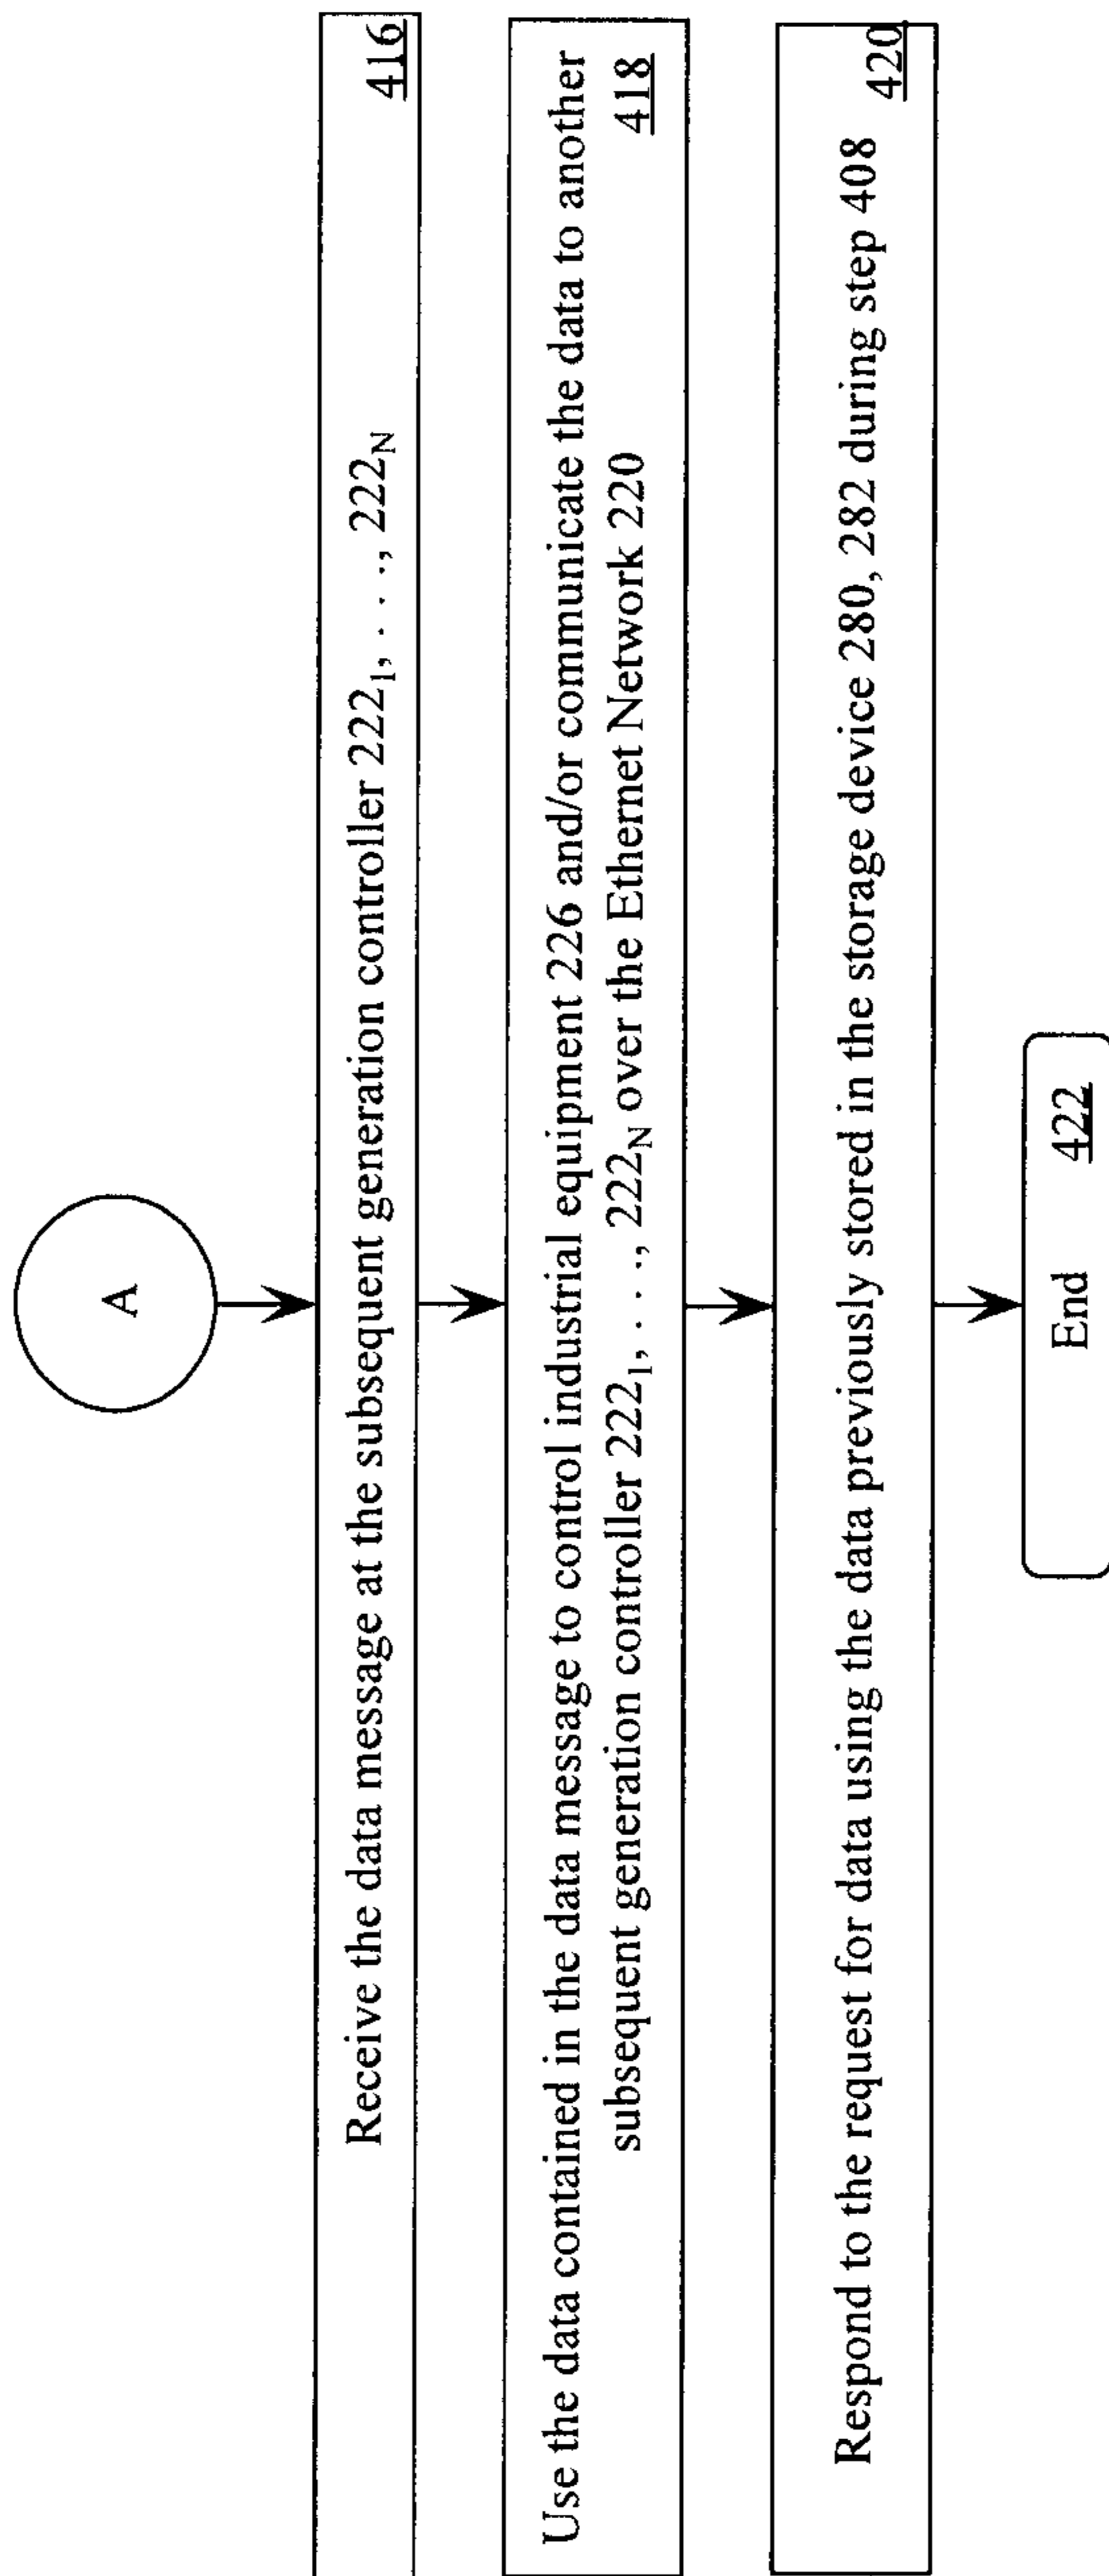 A
Receive the data message at the subsequent generation controller 222₁, . . ., 222_N
416
Use the data contained in the data message to control industrial equipment 226 and/or communicate the data to another
subsequent generation controller 222₁, . . ., 222_N over the Ethernet Network 220
418
Respond to the request for data using the data previously stored in the storage device 280, 282 during step 408
420
End 422